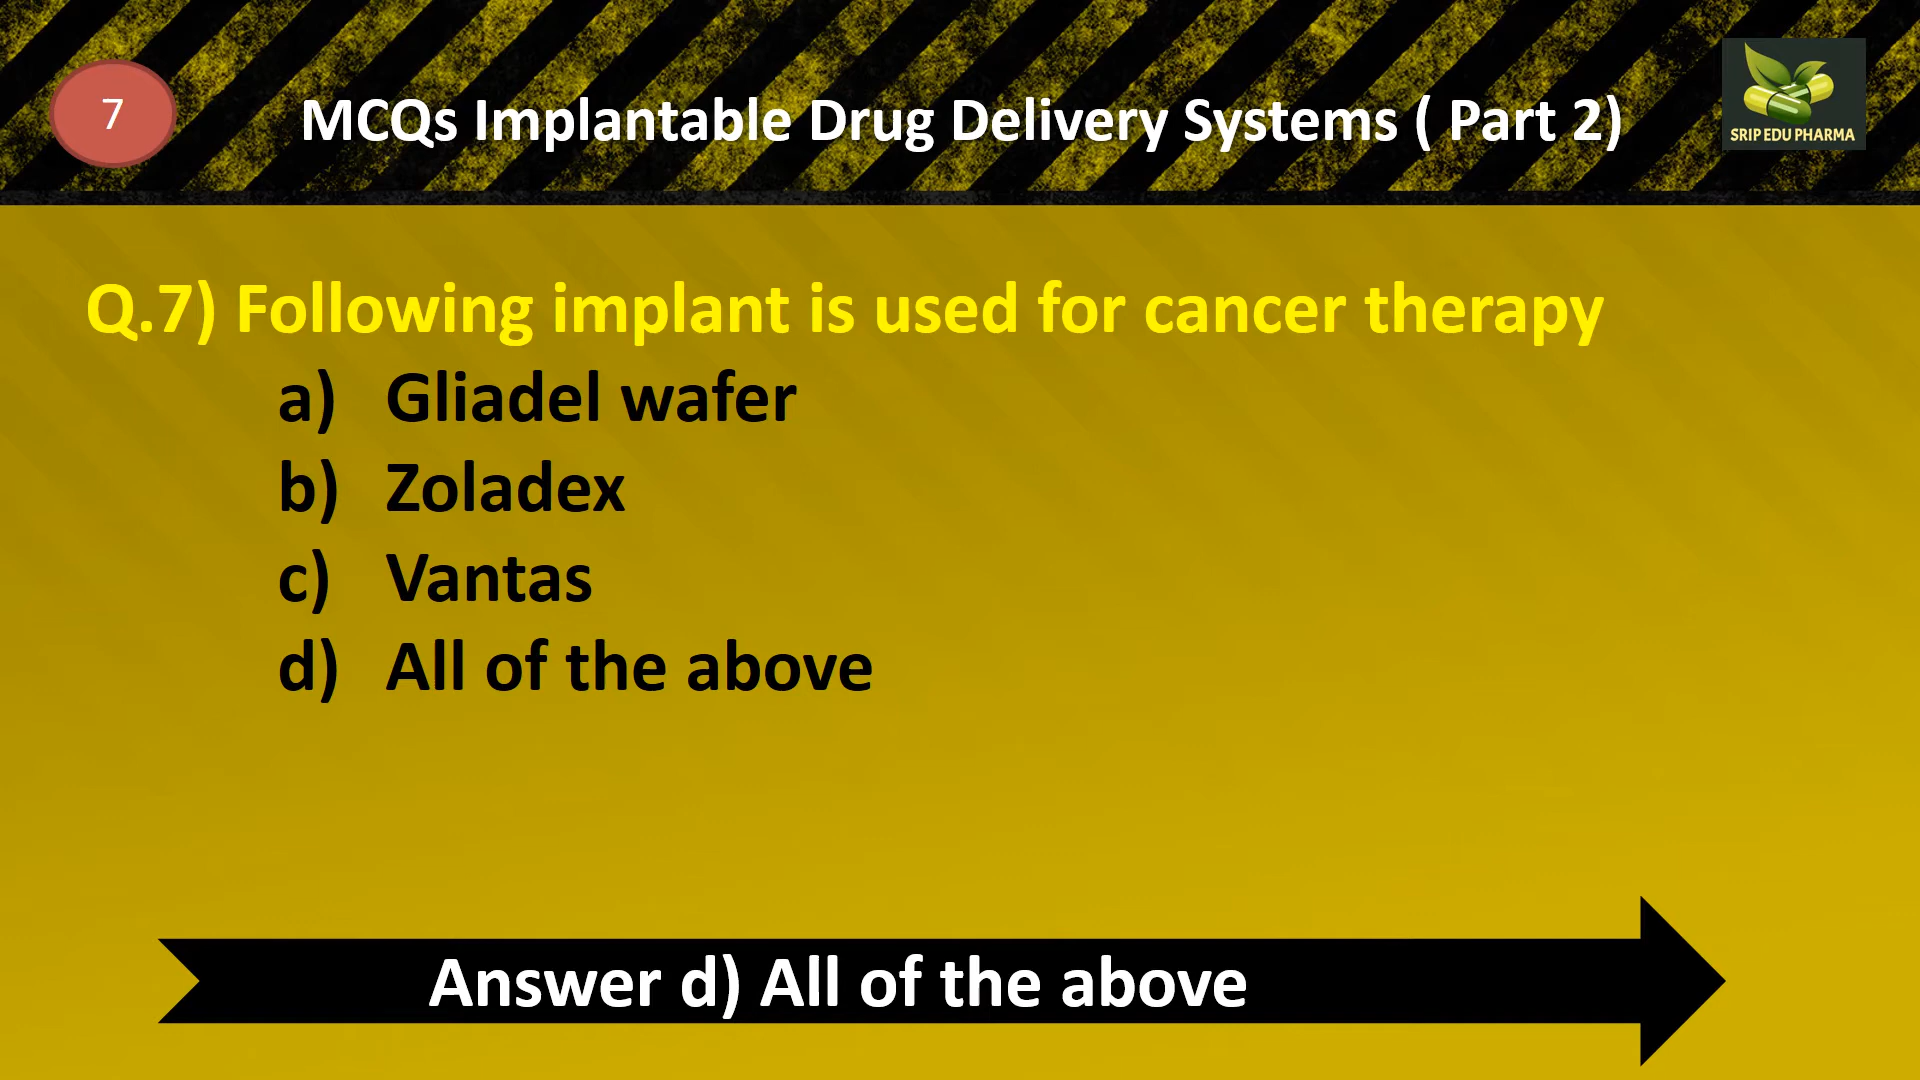 7
MCQs Implantable Drug Delivery Systems ( Part 2)
SRIP EDU PHARMA
Q.7) Following implant is used for cancer therapy
a) Gliadel wafer
b) Zoladex
c) Vantas
d) All of the above
Answer d) All of the above